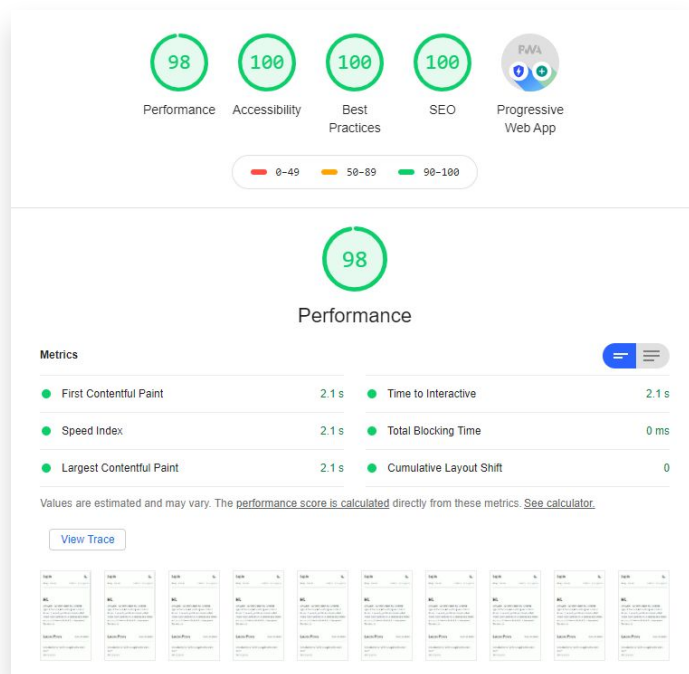 98 100 100 100 PWA
Performance Accessibility Best Practices SEO Progressive Web App
0–49 50–89 90–100
98
Performance
Metrics
First Contentful Paint 2.1 s
Time to Interactive 2.1 s
Speed Index 2.1 s
Total Blocking Time 0 ms
Largest Contentful Paint 2.1 s
Cumulative Layout Shift 0
Values are estimated and may vary. The performance score is calculated directly from these metrics. See calculator.
View Trace